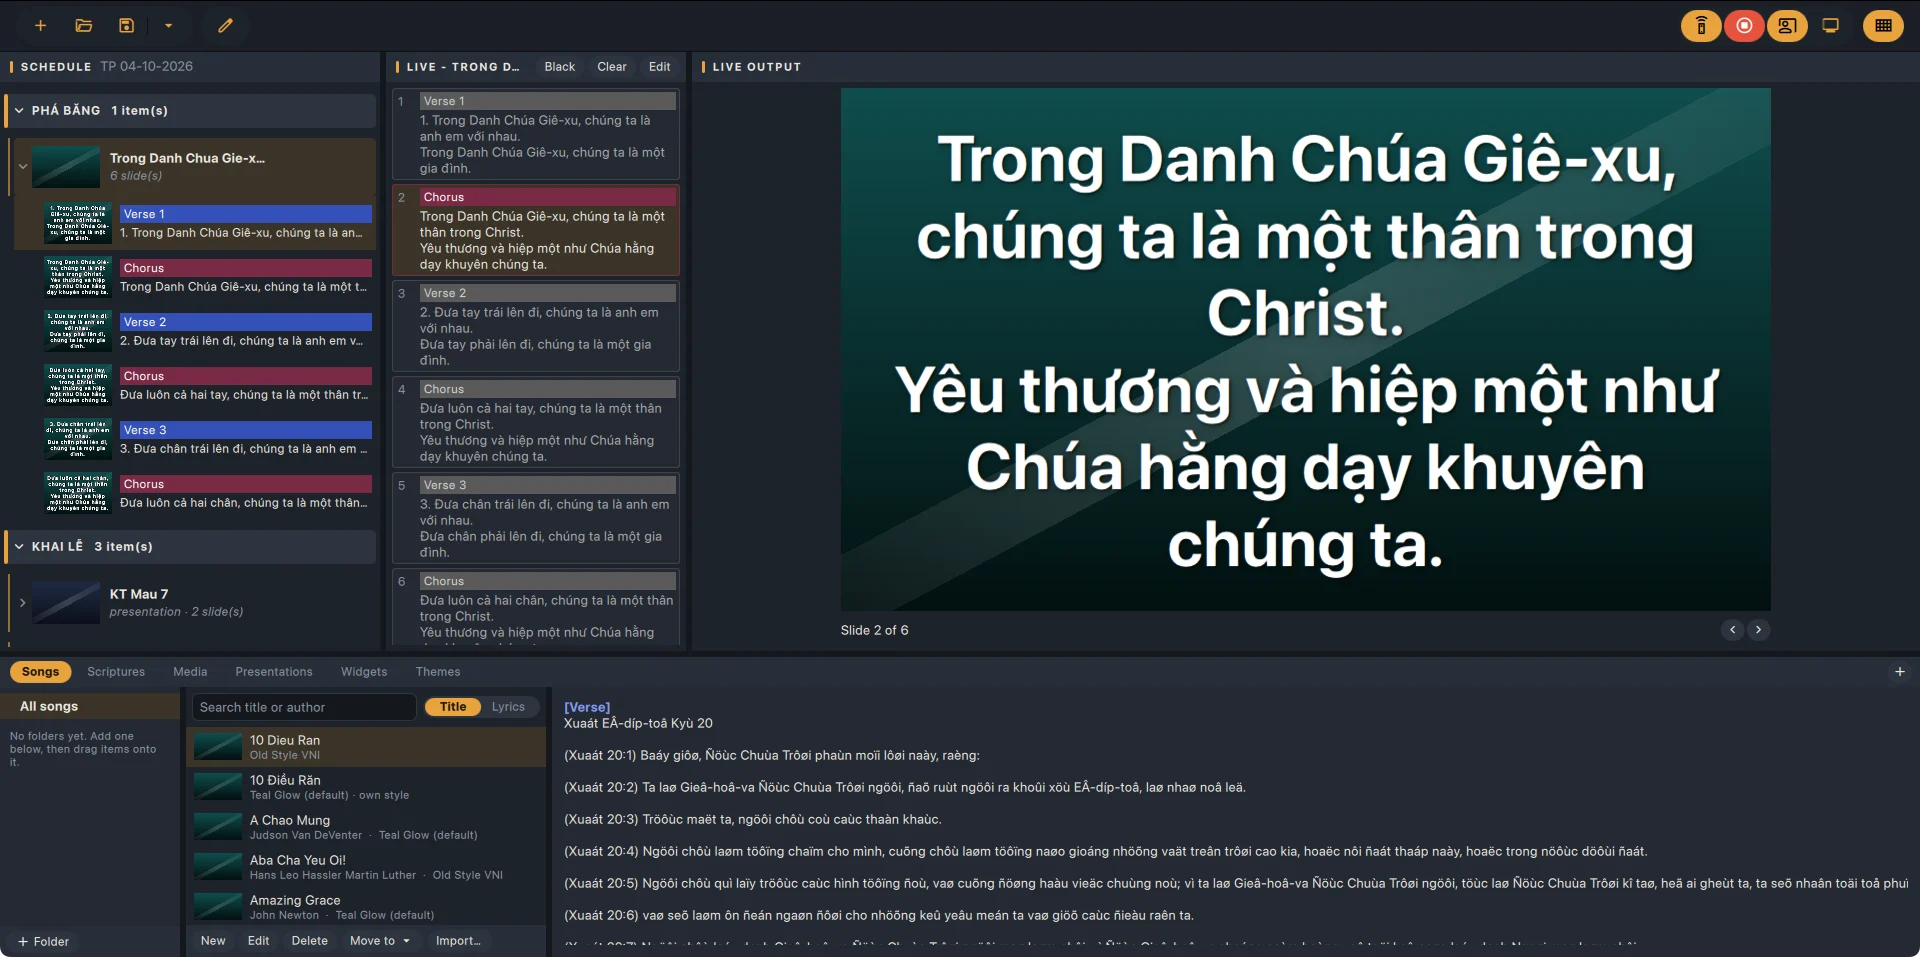 SCHEDULE TP 04-10-2026
PHÁ BĂNG 1 item(s)
Trong Danh Chua Gie-x...
6 slide(s)
Verse 1
1. Trong Danh Chúa Giê-xu, chúng ta là an...
Chorus
Trong Danh Chúa Giê-xu, chúng ta là một t...
Verse 2
2. Đưa tay trái lên đi, chúng ta là anh em v...
Chorus
Đưa luôn cả hai tay, chúng ta là một thân tr...
Verse 3
3. Đưa chân trái lên đi, chúng ta là anh em ...
Chorus
Đưa luôn cả hai chân, chúng ta là một thân...
KHAI LỄ 3 item(s)
KT Mau 7
presentation · 2 slide(s)
LIVE - TRONG D... Black Clear Edit
1 Verse 1
1. Trong Danh Chúa Giê-xu, chúng ta là
anh em với nhau.
Trong Danh Chúa Giê-xu, chúng ta là một
gia đình.
2 Chorus
Trong Danh Chúa Giê-xu, chúng ta là một
thân trong Christ.
Yêu thương và hiệp một như Chúa hằng
dạy khuyên chúng ta.
3 Verse 2
2. Đưa tay trái lên đi, chúng ta là anh em
với nhau.
Đưa tay phải lên đi, chúng ta là một gia
đình.
4 Chorus
Đưa luôn cả hai tay, chúng ta là một thân
trong Christ.
Yêu thương và hiệp một như Chúa hằng
dạy khuyên chúng ta.
5 Verse 3
3. Đưa chân trái lên đi, chúng ta là anh em
với nhau.
Đưa chân phải lên đi, chúng ta là một gia
đình.
6 Chorus
Đưa luôn cả hai chân, chúng ta là một thân
trong Christ.
Yêu thương và hiệp một như Chúa hằng
LIVE OUTPUT
Trong Danh Chúa Giê-xu,
chúng ta là một thân trong
Christ.
Yêu thương và hiệp một như
Chúa hằng dạy khuyên
chúng ta.
Slide 2 of 6
Songs Scriptures Media Presentations Widgets Themes
All songs
No folders yet. Add one
below, then drag items onto
it.
+ Folder
Search title or author Title Lyrics
10 Dieu Ran
Old Style VNI
10 Điều Răn
Teal Glow (default) · own style
A Chao Mung
Judson Van DeVenter · Teal Glow (default)
Aba Cha Yeu Oi!
Hans Leo Hassler Martin Luther · Old Style VNI
Amazing Grace
John Newton · Teal Glow (default)
New Edit Delete Move to Import...
[Verse]
Xuaát EÂ-díp-toâ Kyù 20
(Xuaát 20:1) Baáy giôø, Ñöùc Chuùa Trôøi phaùn moïi lôøi naày, raèng:
(Xuaát 20:2) Ta laø Gieâ-hoâ-va Ñöùc Chuùa Trôøi ngöôi, ñaõ ruùt ngöôi ra khoûi xöù EÂ-díp-toâ, laø nhaø noâ leä.
(Xuaát 20:3) Tröôùc maët ta, ngöôi chôù coù caùc thaàn khaùc.
(Xuaát 20:4) Ngöôi chôù laøm töôïng chaïm cho mình, cuõng chôù laøm töôïng naøo gioáng nhöõng vaät treân trôøi cao kia, hoaëc nôi ñaát thaáp naày, hoaëc trong nöôùc döôùi ñaát.
(Xuaát 20:5) Ngöôi chôù quì laïy tröôùc caùc hình töôïng ñoù, vaø cuõng ñöøng haàu vieäc chuùng noù; vì ta laø Gieâ-hoâ-va Ñöùc Chuùa Trôøi ngöôi, töùc laø Ñöùc Chuùa Trôøi kî taø, heã ai gheùt ta, ta seõ nhaân toäi toå
(Xuaát 20:6) vaø seõ laøm ôn ñeán ngaøn ñôøi cho nhöõng keû yeâu meán ta vaø giöõ caùc ñieàu raên ta.